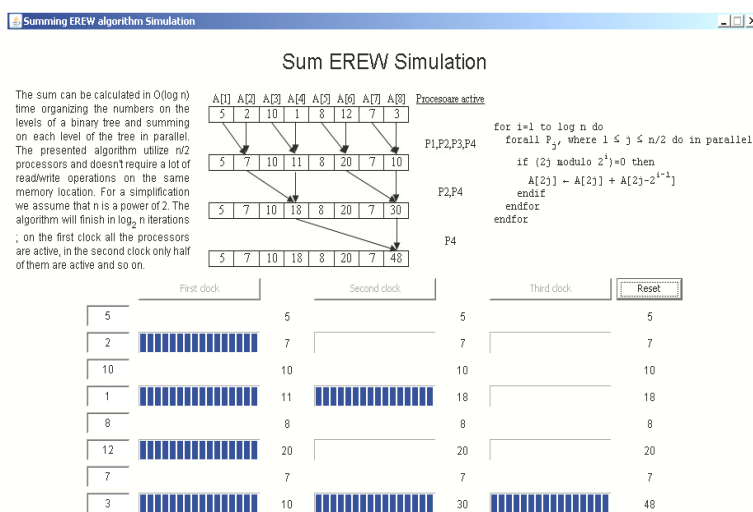 Summing EREW algorithm Simulation
Sum EREW Simulation
The sum can be calculated in O(log n)
time organizing the numbers on the
levels of a binary tree and summing
on each level of the tree in parallel.
The presented algorithm utilize n/2
processors and doesn't require a lot of
read/write operations on the same
memory location. For a simplification
we assume that n is a power of 2. The
algorithm will finish in log2 n iterations
; on the first clock all the processors
are active, in the second clock only half
of them are active and so on.
A[1] A[2] A[3] A[4] A[5] A[6] A[7] A[8] Procesoare active
5 2 10 1 8 12 7 3
P1,P2,P3,P4
5 7 10 11 8 20 7 10
P2,P4
5 7 10 18 8 20 7 30
P4
5 7 10 18 8 20 7 48
for i=1 to log n do
forall Pj, where 1 ≤ j ≤ n/2 do in parallel
if (2j modulo 2^i)=0 then
A[2j] ← A[2j] + A[2j-2^i-1]
endif
endfor
endfor
First clock Second clock Third clock Reset
5 5 5 5
2 7 7 7
10 10 10 10
1 11 18 18
8 8 8 8
12 20 20 20
7 7 7 7
3 10 30 48